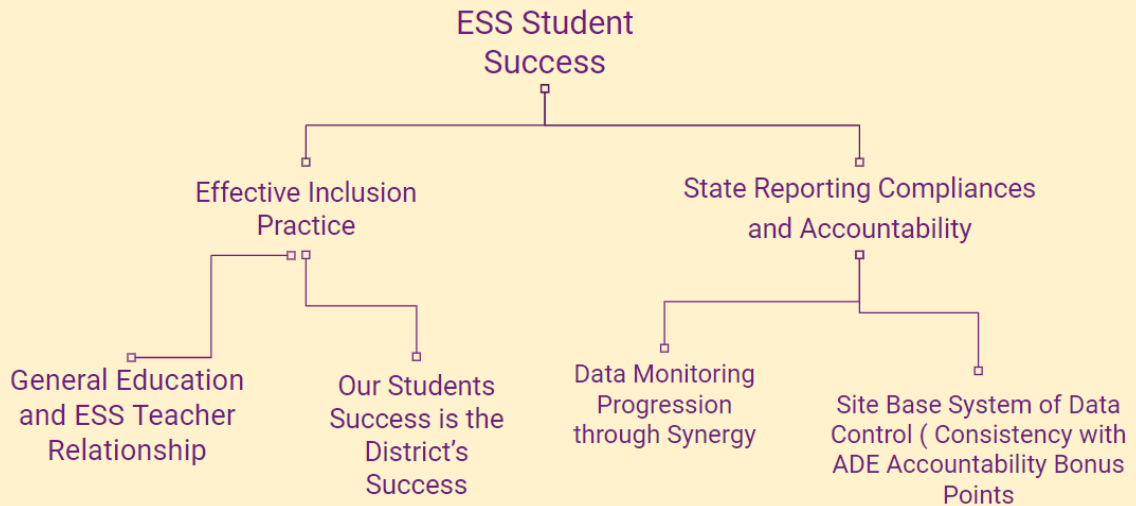 ESS Student
Success
Effective Inclusion
Practice
State Reporting Compliances
and Accountability
General Education
and ESS Teacher
Relationship
Our Students
Success is the
District’s
Success
Data Monitoring
Progression
through Synergy
Site Base System of Data
Control ( Consistency with
ADE Accountability Bonus
Points